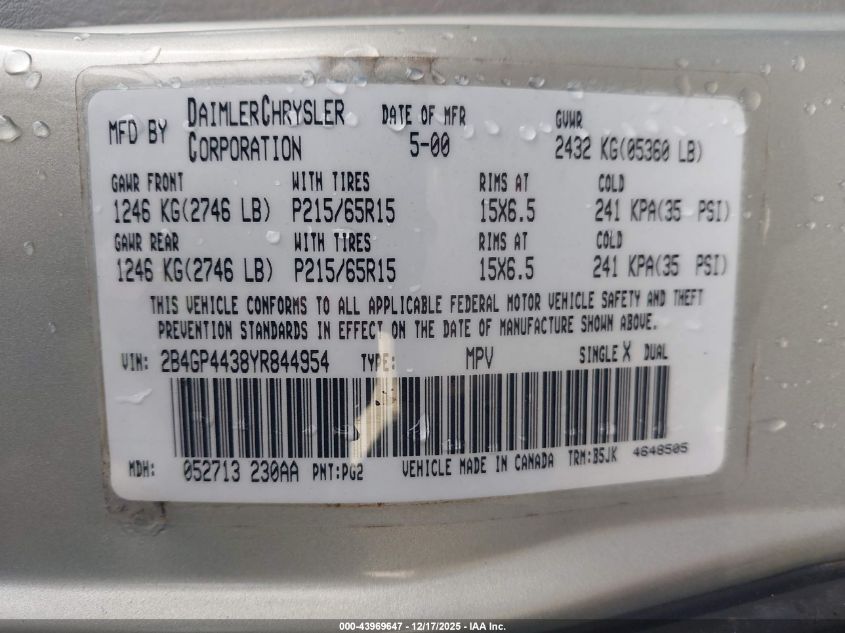 MFD BY DAIMLERCHRYSLER CORPORATION DATE OF MFR 5-00 GVWR 2432 KG(05360 LB)
GAWR FRONT WITH TIRES RIMS AT COLD
1246 KG(2746 LB) P215/65R15 15X6.5 241 KPA(35 PSI)
GAWR REAR WITH TIRES RIMS AT COLD
1246 KG(2746 LB) P215/65R15 15X6.5 241 KPA(35 PSI)
THIS VEHICLE CONFORMS TO ALL APPLICABLE FEDERAL MOTOR VEHICLE SAFETY AND THEFT
PREVENTION STANDARDS IN EFFECT ON THE DATE OF MANUFACTURE SHOWN ABOVE.
VIN: 2B4GP4438YR844954 TYPE: MPV SINGLE X DUAL
MDH: 052713 230AA PNT:PG2 VEHICLE MADE IN CANADA TRM:B5JK 4648505
000-43969647 - 12/17/2025 - IAA Inc.